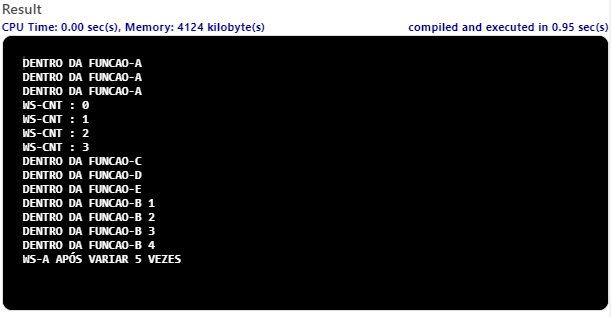 Result
CPU Time: 0.00 sec(s), Memory: 4124 kilobyte(s) compiled and executed in 0.95 sec(s)
DENTRO DA FUNCAO-A
DENTRO DA FUNCAO-A
DENTRO DA FUNCAO-A
WS-CNT : 0
WS-CNT : 1
WS-CNT : 2
WS-CNT : 3
DENTRO DA FUNCAO-C
DENTRO DA FUNCAO-D
DENTRO DA FUNCAO-E
DENTRO DA FUNCAO-B 1
DENTRO DA FUNCAO-B 2
DENTRO DA FUNCAO-B 3
DENTRO DA FUNCAO-B 4
WS-A APÓS VARIAR 5 VEZES